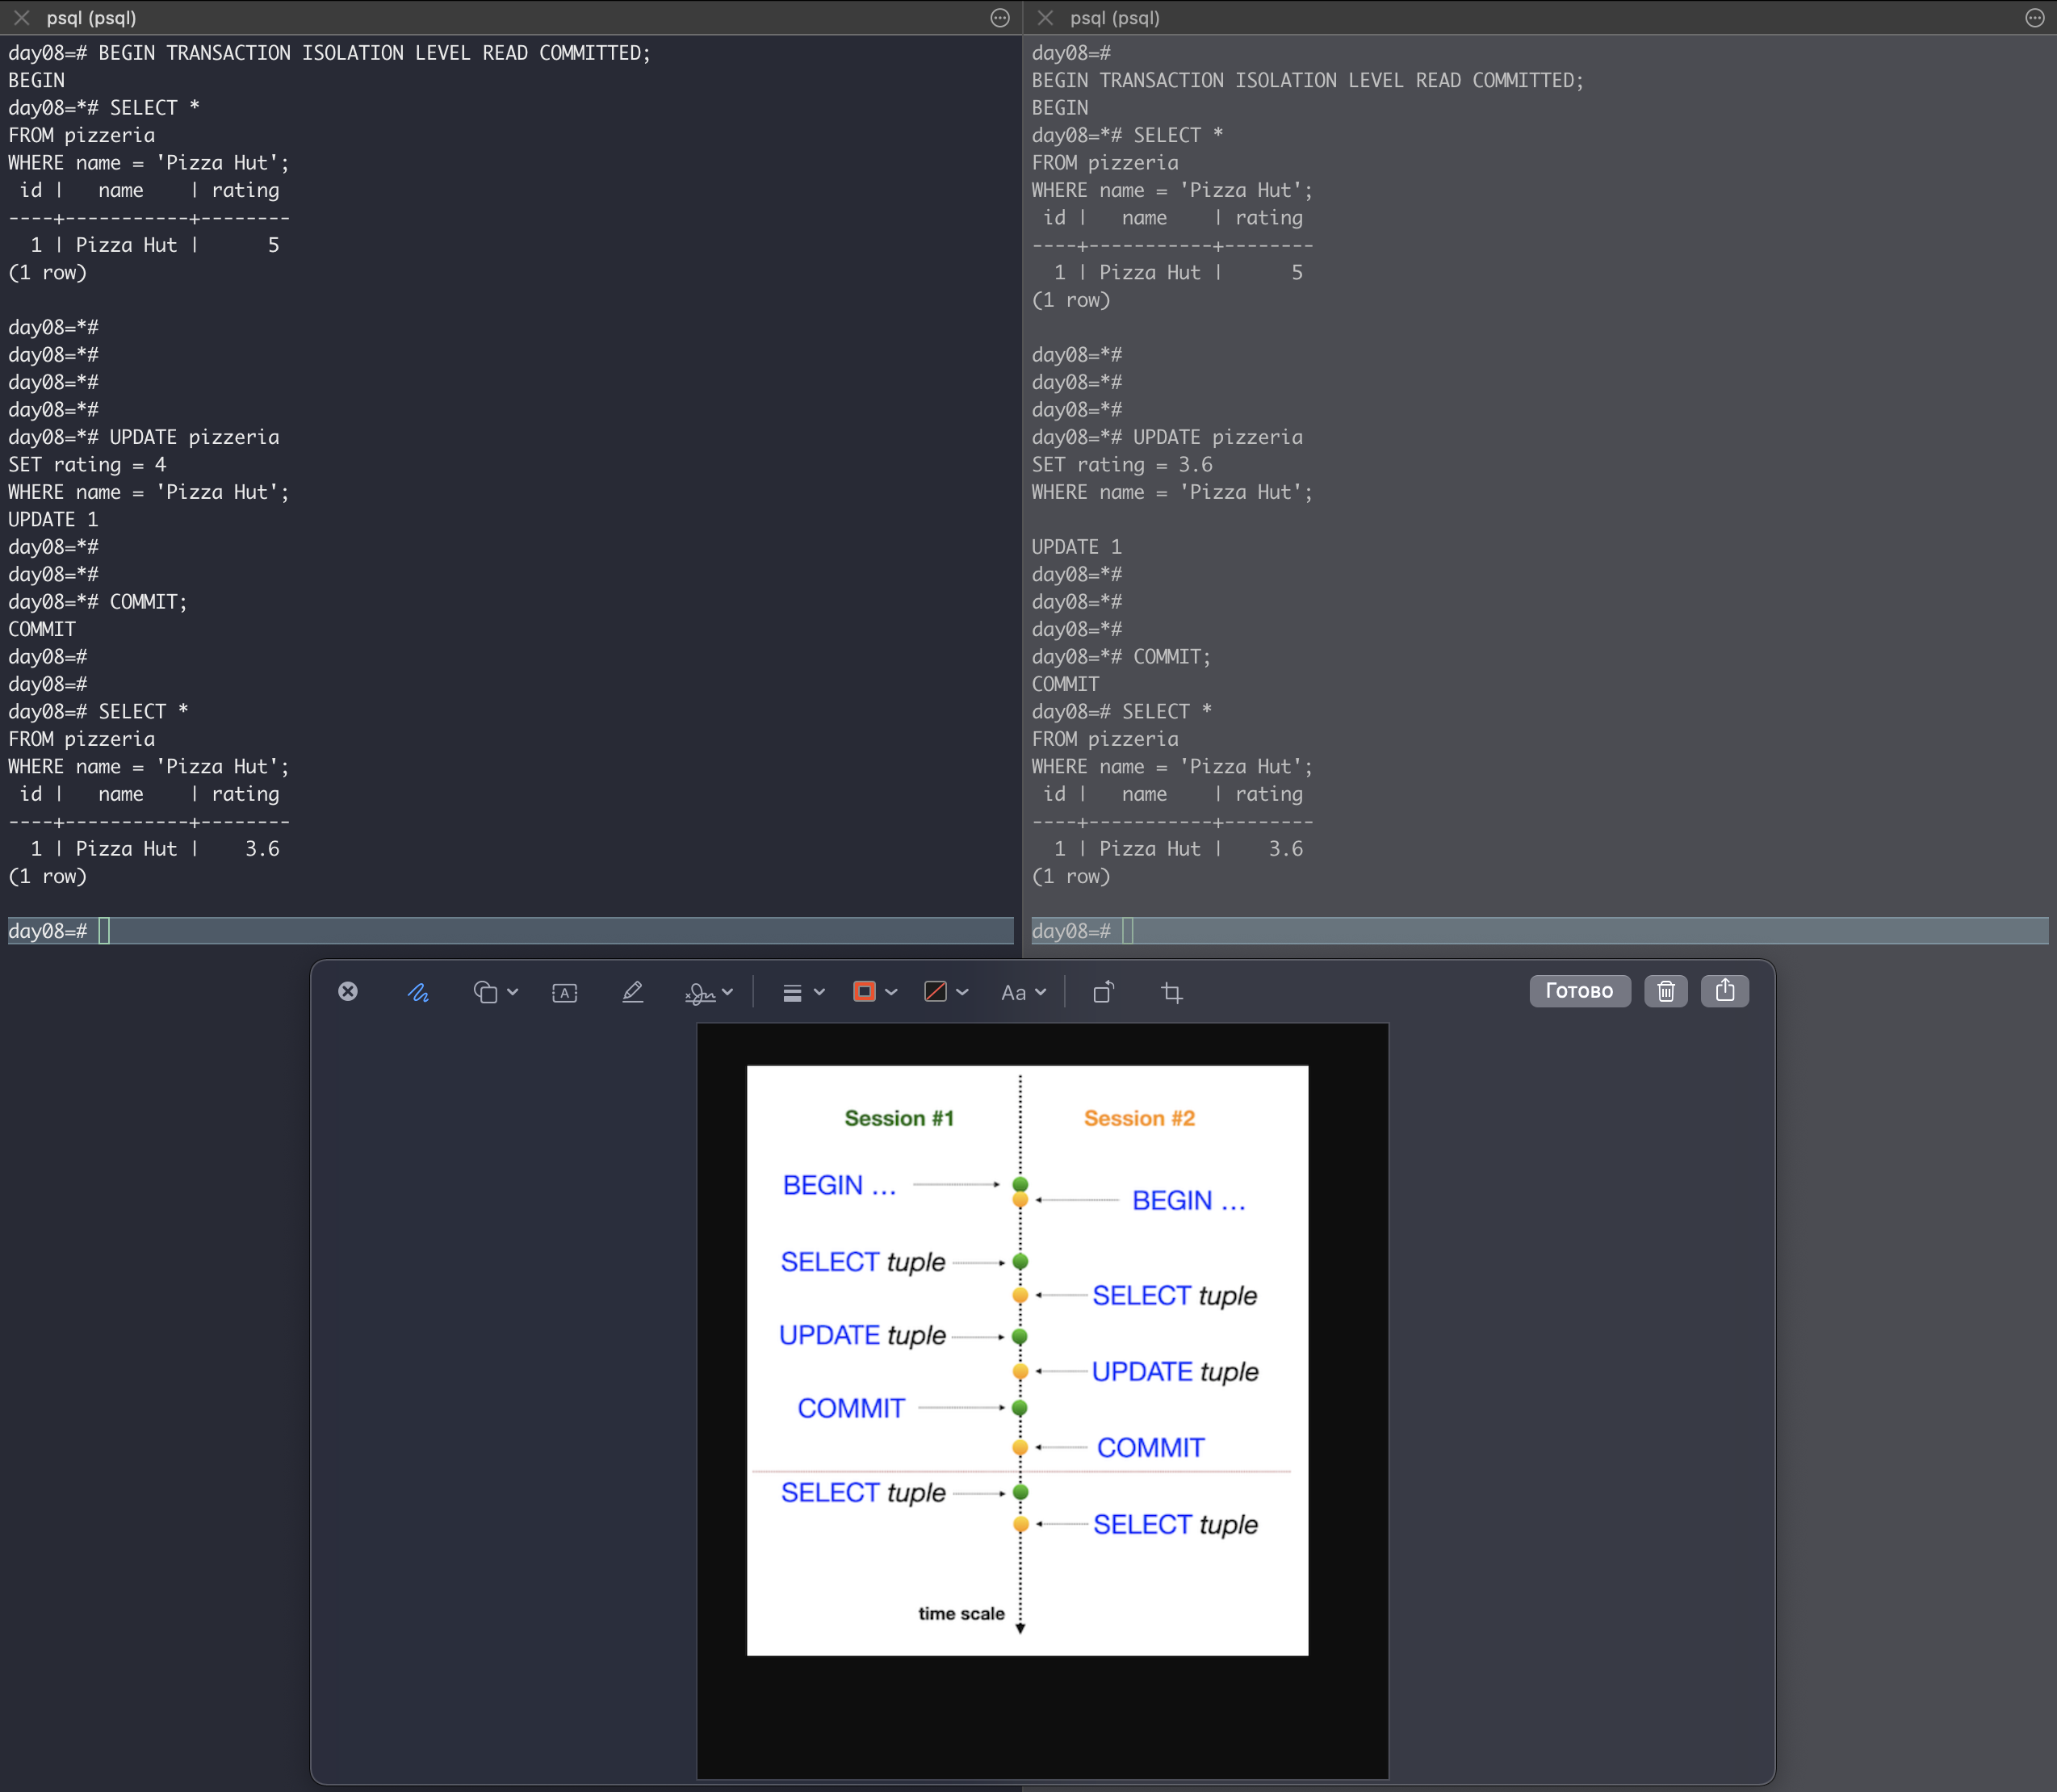 psql (psql)
day08=# BEGIN TRANSACTION ISOLATION LEVEL READ COMMITTED;
BEGIN
day08=*# SELECT *
FROM pizzeria
WHERE name = 'Pizza Hut';
 id |   name    | rating
----+-----------+--------
  1 | Pizza Hut |      5
(1 row)

day08=*#
day08=*#
day08=*#
day08=*#
day08=*# UPDATE pizzeria
SET rating = 4
WHERE name = 'Pizza Hut';
UPDATE 1
day08=*#
day08=*#
day08=*# COMMIT;
COMMIT
day08=#
day08=#
day08=# SELECT *
FROM pizzeria
WHERE name = 'Pizza Hut';
 id |   name    | rating
----+-----------+--------
  1 | Pizza Hut |    3.6
(1 row)

day08=#
psql (psql)
day08=#
BEGIN TRANSACTION ISOLATION LEVEL READ COMMITTED;
BEGIN
day08=*# SELECT *
FROM pizzeria
WHERE name = 'Pizza Hut';
 id |   name    | rating
----+-----------+--------
  1 | Pizza Hut |      5
(1 row)

day08=*#
day08=*#
day08=*#
day08=*# UPDATE pizzeria
SET rating = 3.6
WHERE name = 'Pizza Hut';

UPDATE 1
day08=*#
day08=*#
day08=*#
day08=*# COMMIT;
COMMIT
day08=# SELECT *
FROM pizzeria
WHERE name = 'Pizza Hut';
 id |   name    | rating
----+-----------+--------
  1 | Pizza Hut |    3.6
(1 row)

day08=#
A
Aa
Готово
Session #1
Session #2
BEGIN …
BEGIN …
SELECT tuple
SELECT tuple
UPDATE tuple
UPDATE tuple
COMMIT
COMMIT
SELECT tuple
SELECT tuple
time scale